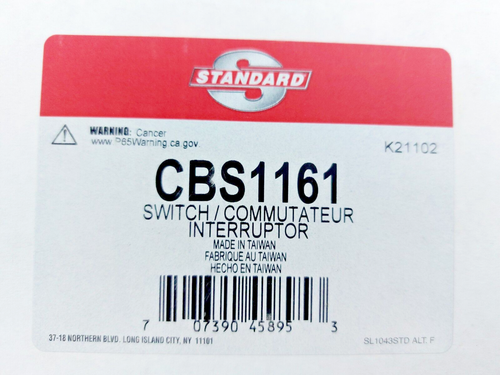 STANDARD
WARNING: Cancer
www.P65Warning.ca.gov
K21102
CBS1161
SWITCH / COMMUTATEUR
INTERRUPTOR
MADE IN TAIWAN
FABRIQUE AU TAIWAN
HECHO EN TAIWAN
7 07390 45895 3
37-18 NORTHERN BLVD. LONG ISLAND CITY, NY 11101
SL1043STD ALT. F